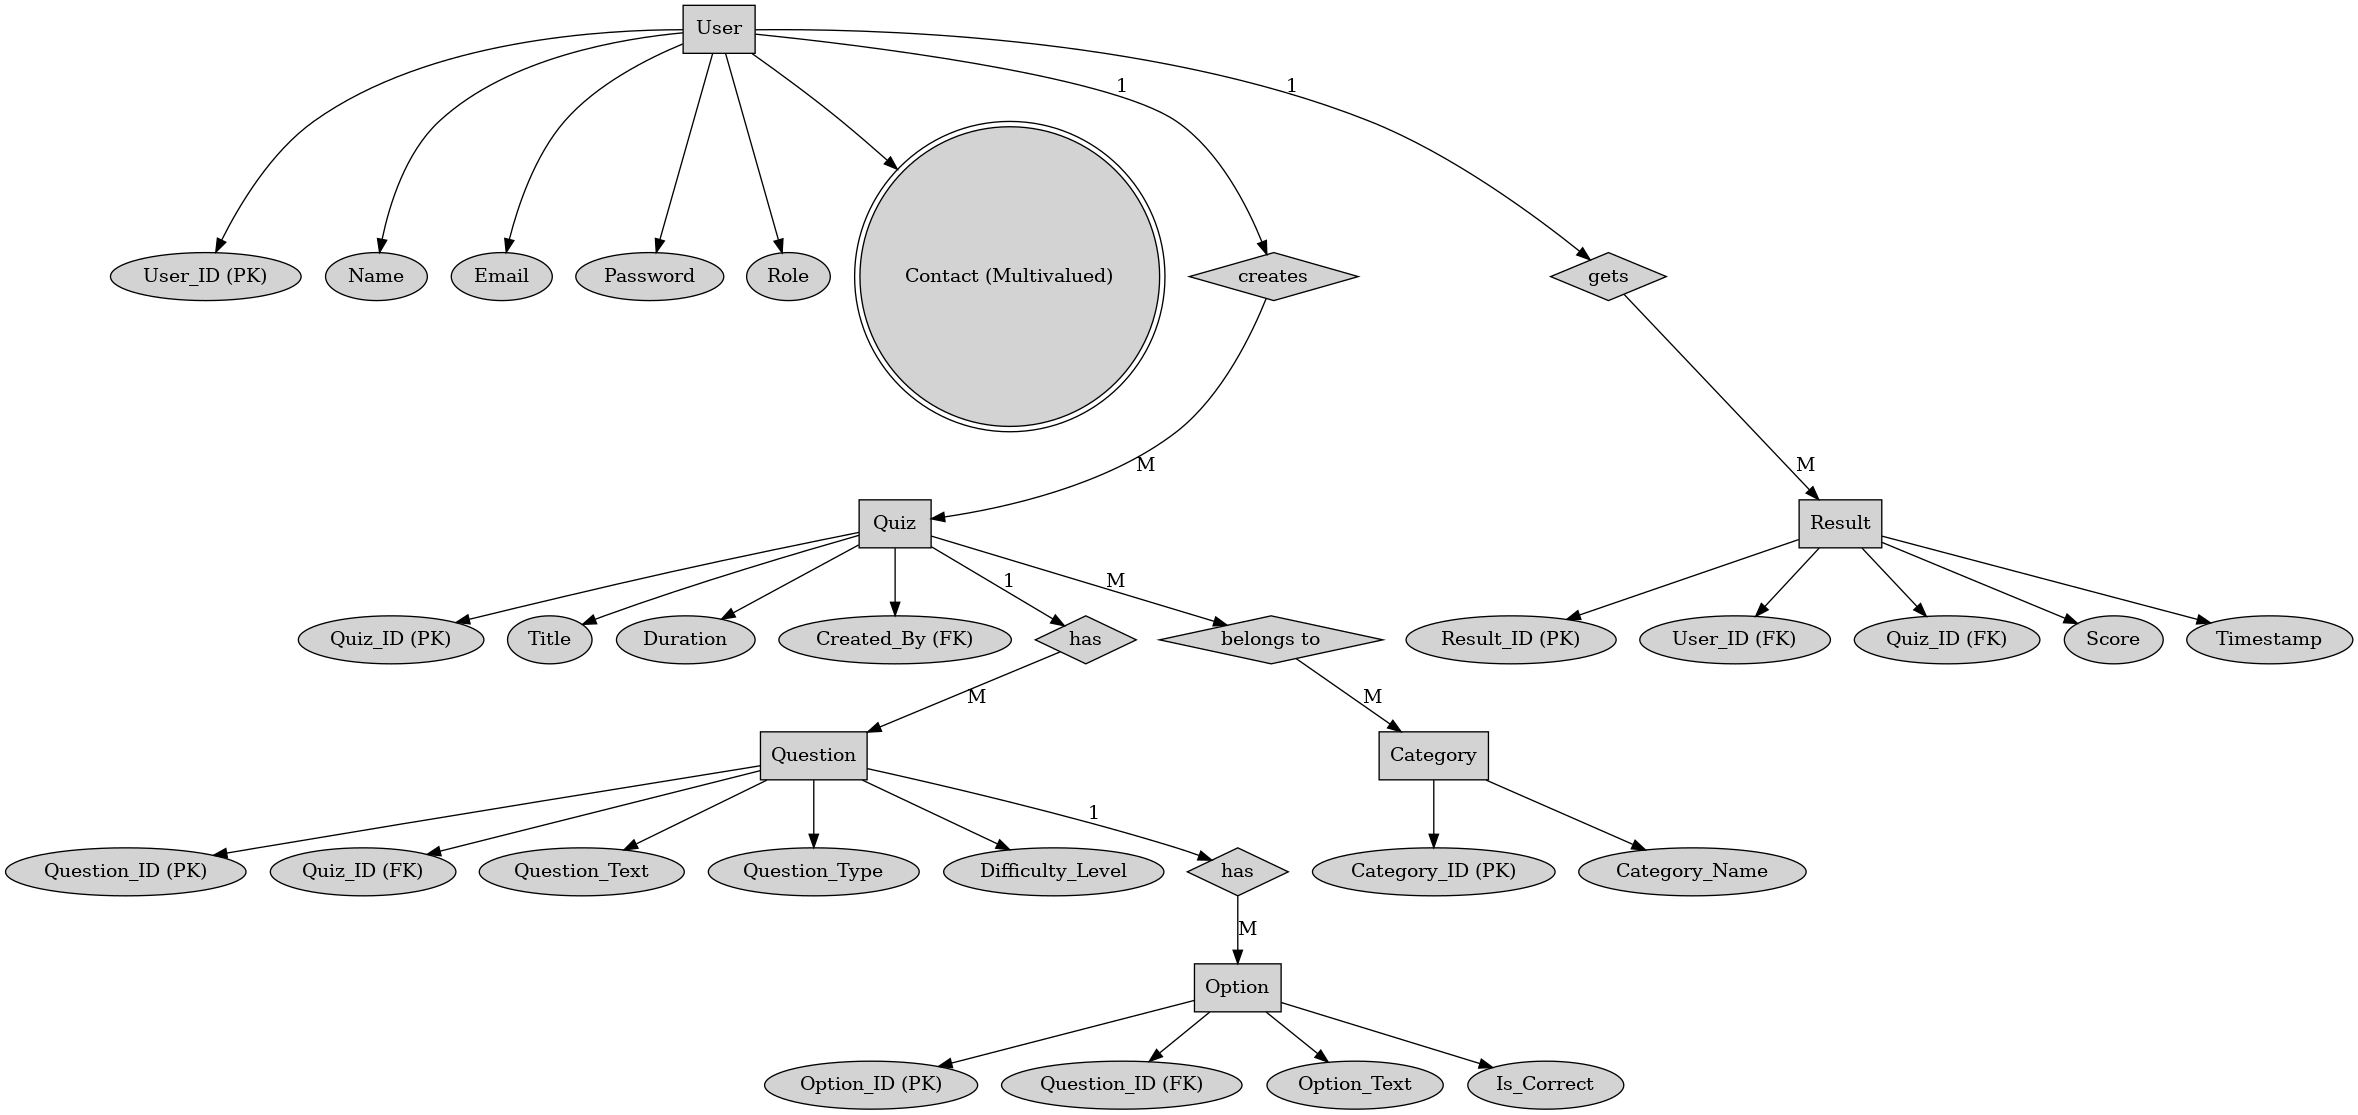 User
1
1
User_ID (PK)
Name
Email
Password
Role
Contact (Multivalued)
creates
gets
M
M
Quiz
Result
1
M
Quiz_ID (PK)
Title
Duration
Created_By (FK)
has
belongs to
Result_ID (PK)
User_ID (FK)
Quiz_ID (FK)
Score
Timestamp
M
M
Question
Category
1
Question_ID (PK)
Quiz_ID (FK)
Question_Text
Question_Type
Difficulty_Level
has
Category_ID (PK)
Category_Name
M
Option
Option_ID (PK)
Question_ID (FK)
Option_Text
Is_Correct